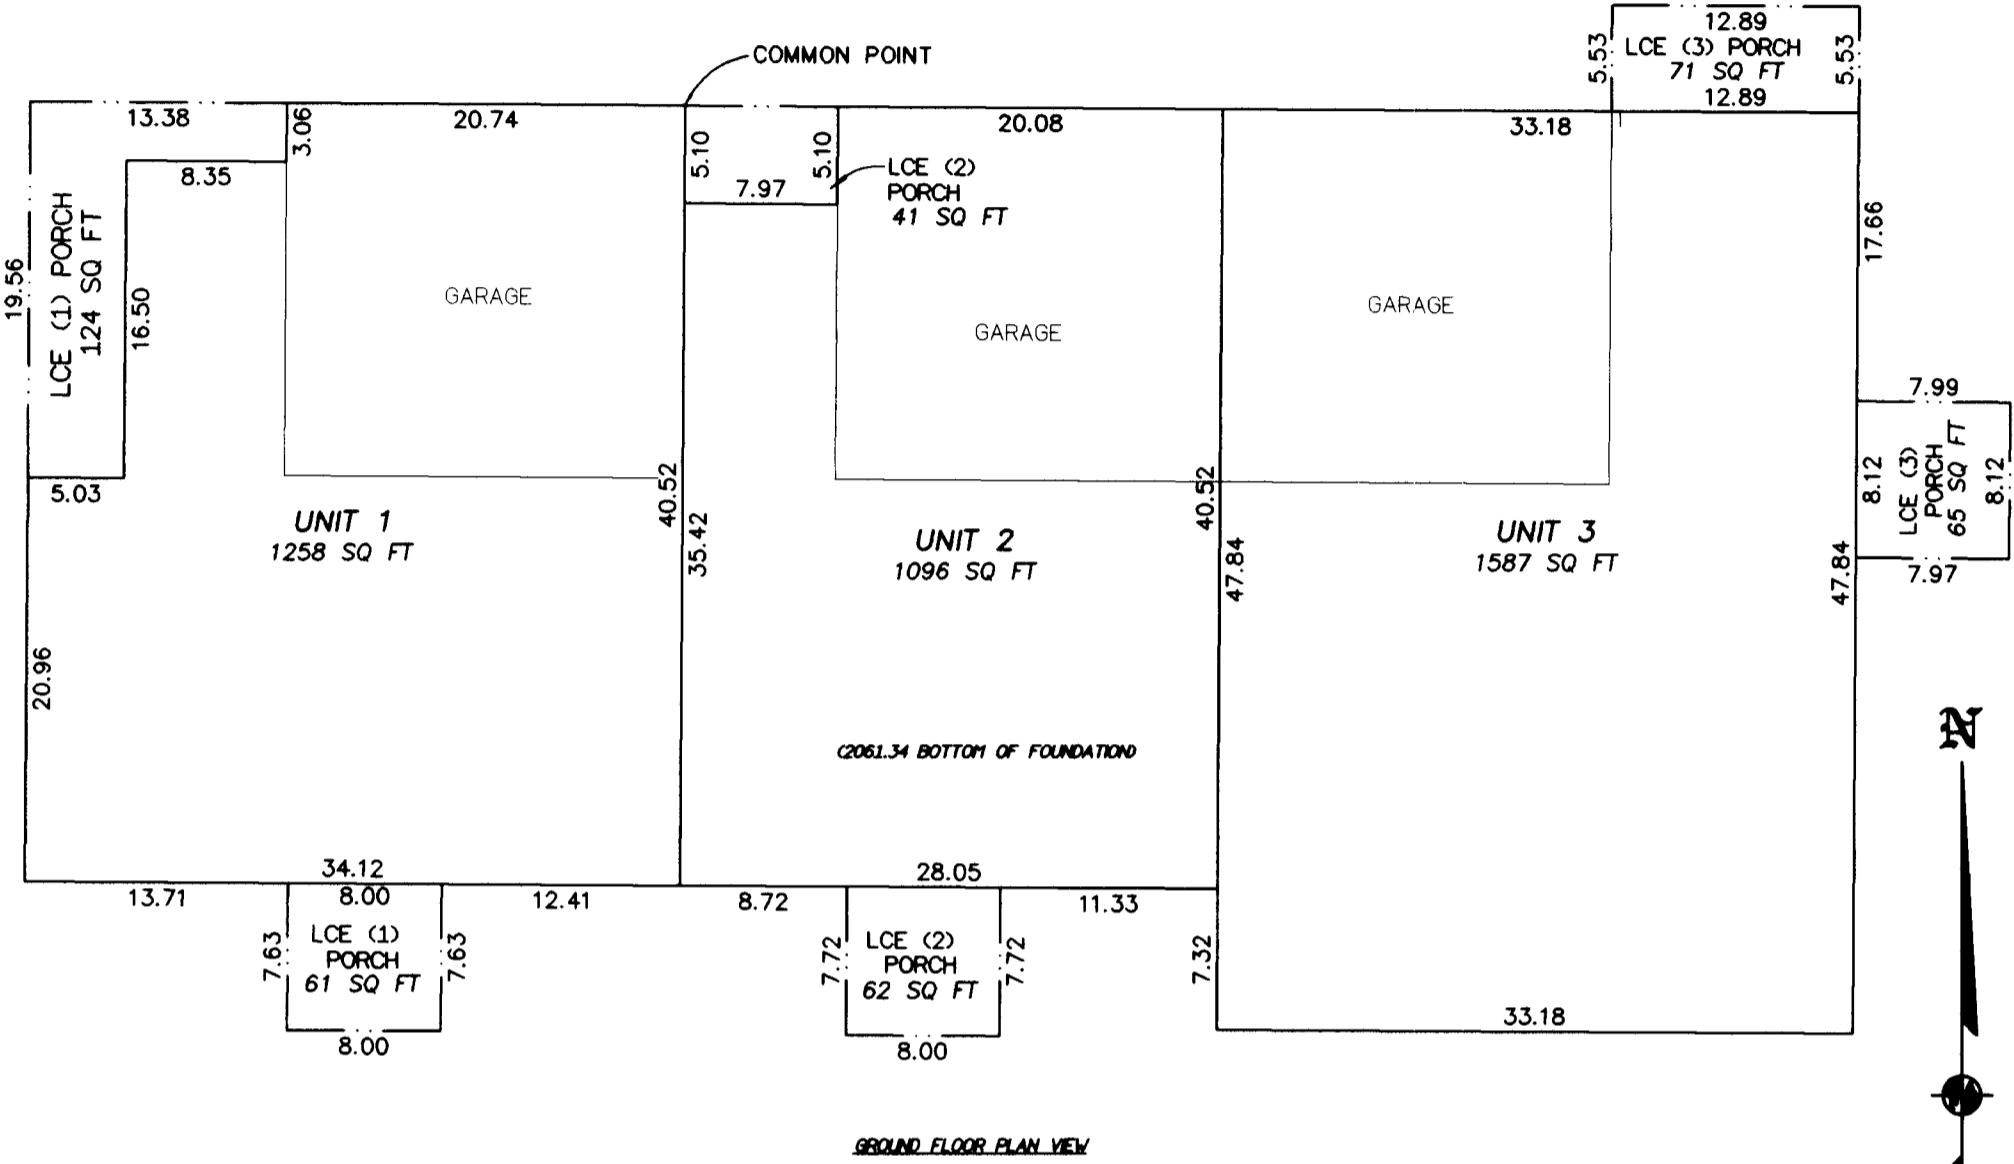 12.89
5.53
LCE (3) PORCH
71 SQ FT
5.53
12.89
COMMON POINT
13.38
3.06
20.74
5.10
5.10
20.08
33.18
8.35
7.97
LCE (2)
PORCH
41 SQ FT
19.56
LCE (1) PORCH
124 SQ FT
16.50
GARAGE
GARAGE
GARAGE
17.66
7.99
8.12
LCE (3)
PORCH
65 SQ FT
8.12
7.97
5.03
40.52
35.42
40.52
47.84
47.84
UNIT 1
1258 SQ FT
UNIT 2
1096 SQ FT
UNIT 3
1587 SQ FT
20.96
(2061.34 BOTTOM OF FOUNDATION)
N
34.12
28.05
13.71
8.00
12.41
8.72
11.33
7.63
LCE (1)
PORCH
61 SQ FT
7.63
7.72
LCE (2)
PORCH
62 SQ FT
7.72
7.32
33.18
8.00
8.00
GROUND FLOOR PLAN VIEW